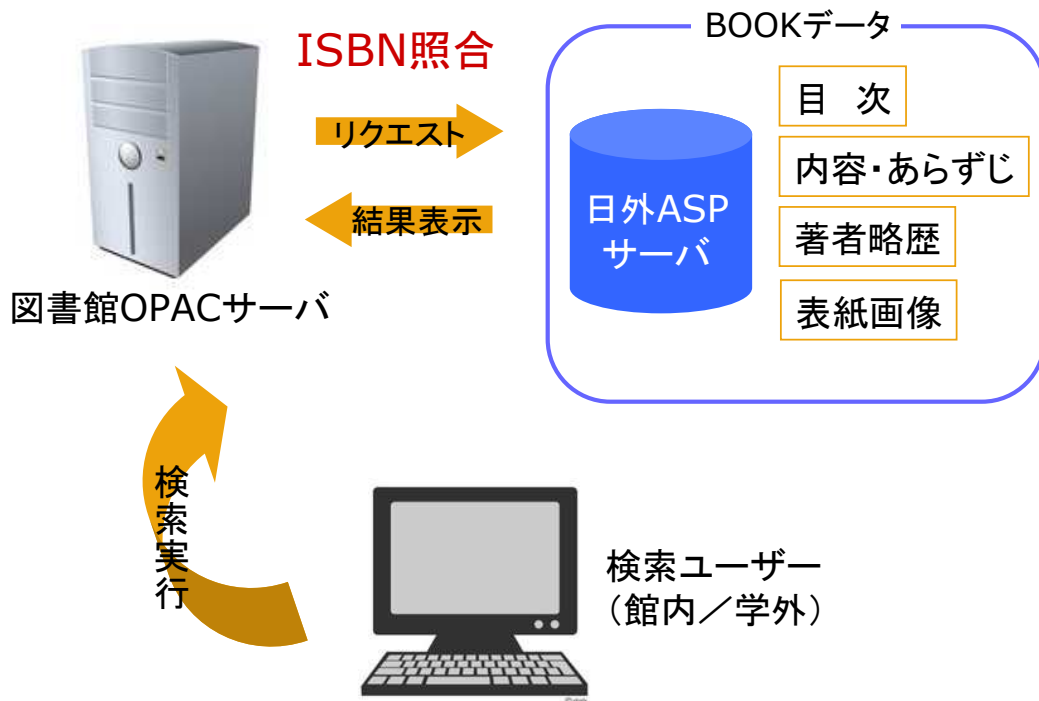 ISBN照合
BOOKデータ
リクエスト
結果表示
図書館OPACサーバ
日外ASP
サーバ
目　次
内容・あらずじ
著者略歴
表紙画像
検索実行
検索ユーザー
（館内／学外）